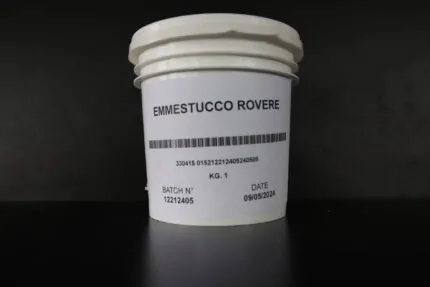 EMMESTUCCO ROVERE
330415 015212212405240509
KG. 1
BATCH N° DATE
12212405 09/05/2024